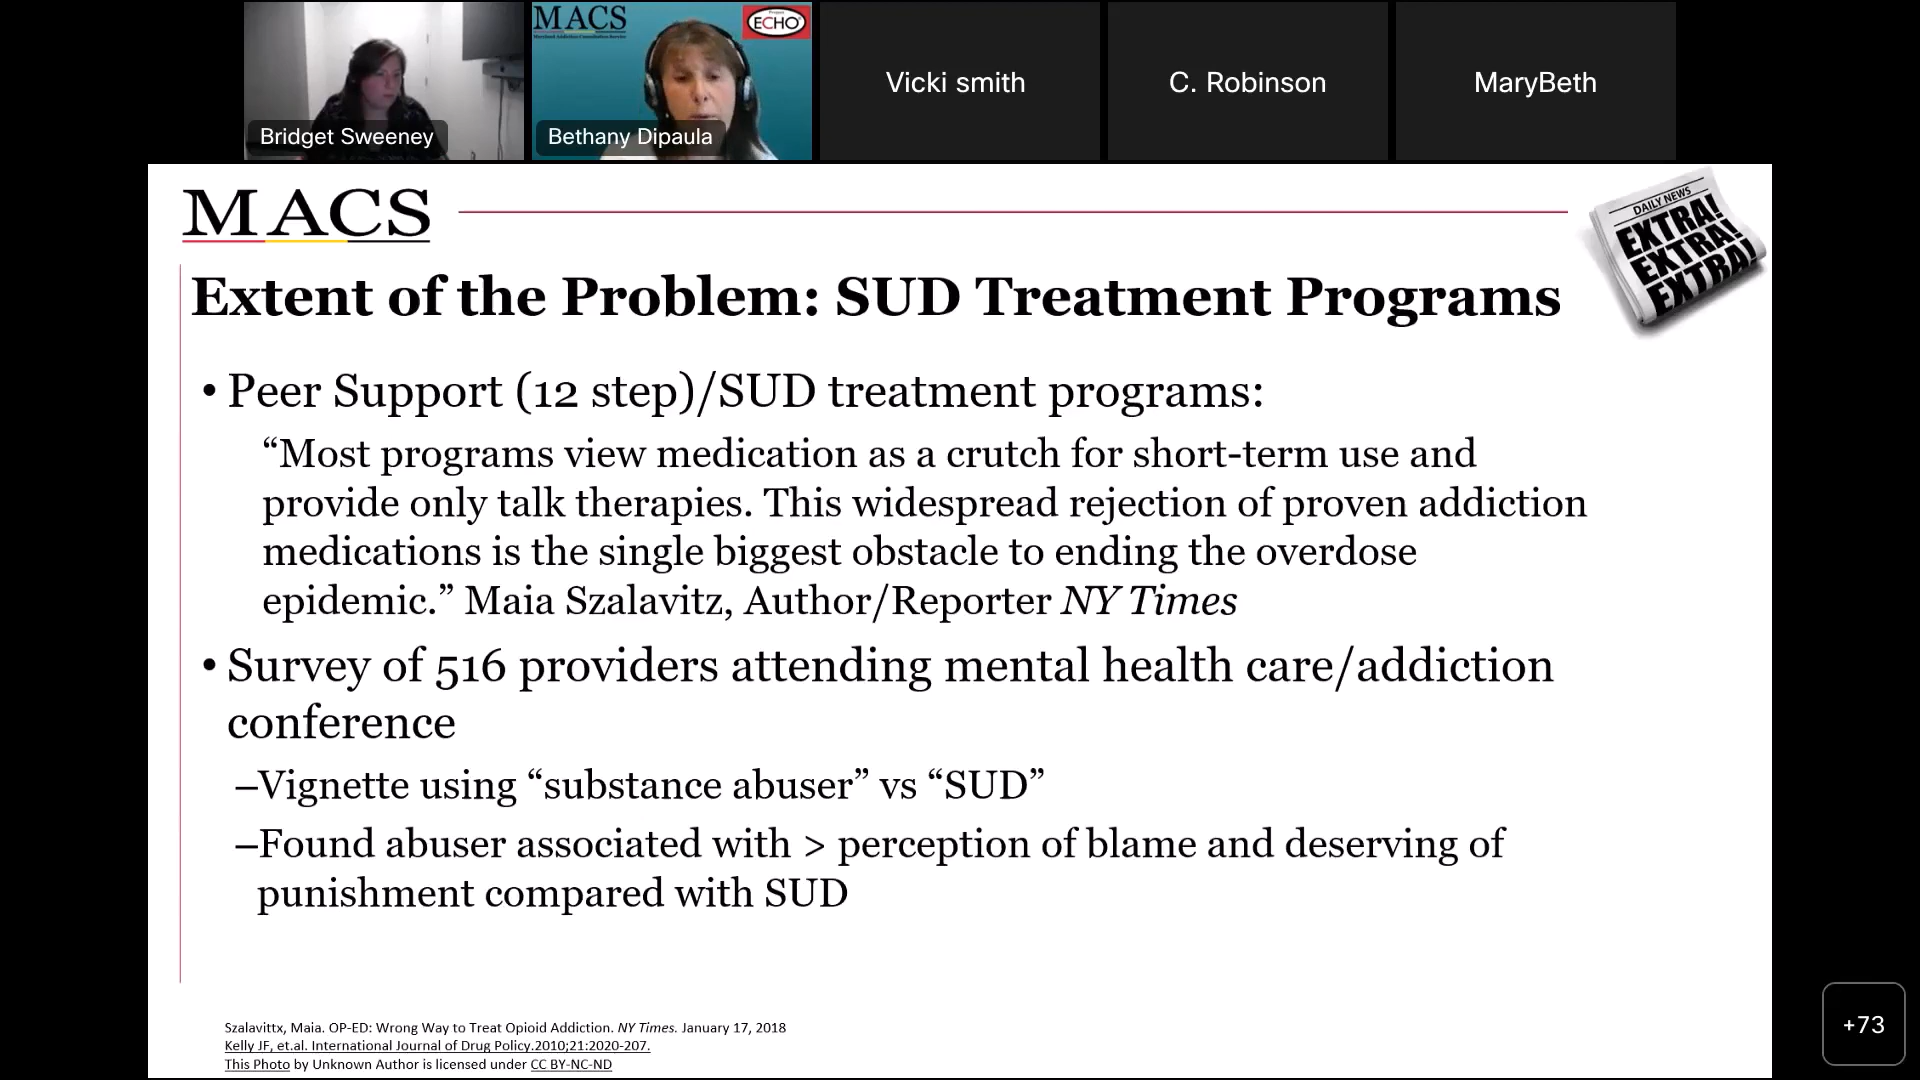 MACS
Project
ECHO
Bridget Sweeney
Bethany Dipaula
Vicki smith
C. Robinson
MaryBeth
MACS
DAILY NEWS
EXTRA!
EXTRA!
EXTRA!
Extent of the Problem: SUD Treatment Programs
• Peer Support (12 step)/SUD treatment programs:
“Most programs view medication as a crutch for short-term use and
provide only talk therapies. This widespread rejection of proven addiction
medications is the single biggest obstacle to ending the overdose
epidemic.” Maia Szalavitz, Author/Reporter NY Times
• Survey of 516 providers attending mental health care/addiction
conference
–Vignette using “substance abuser” vs “SUD”
–Found abuser associated with > perception of blame and deserving of
punishment compared with SUD
Szalavittx, Maia. OP-ED: Wrong Way to Treat Opioid Addiction. NY Times. January 17, 2018
Kelly JF, et.al. International Journal of Drug Policy.2010;21:2020-207.
This Photo by Unknown Author is licensed under CC BY-NC-ND
+73